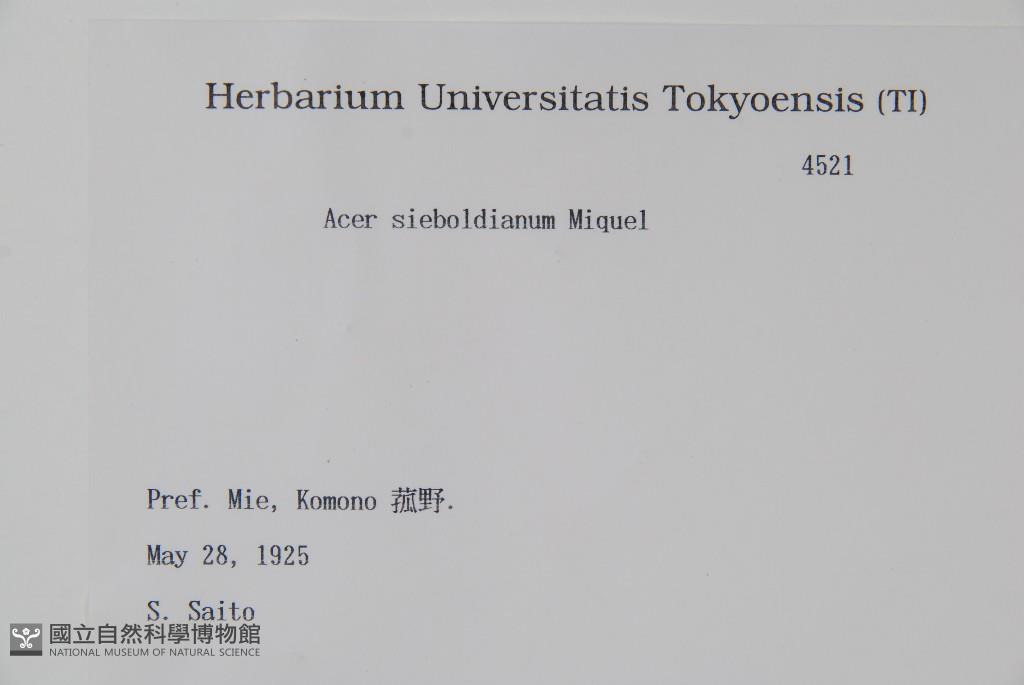 Herbarium Universitatis Tokyoensis (TI)
4521
Acer sieboldianum Miquel
Pref. Mie, Komono 菰野.
May 28, 1925
S. Saito
國立自然科學博物館
NATIONAL MUSEUM OF NATURAL SCIENCE